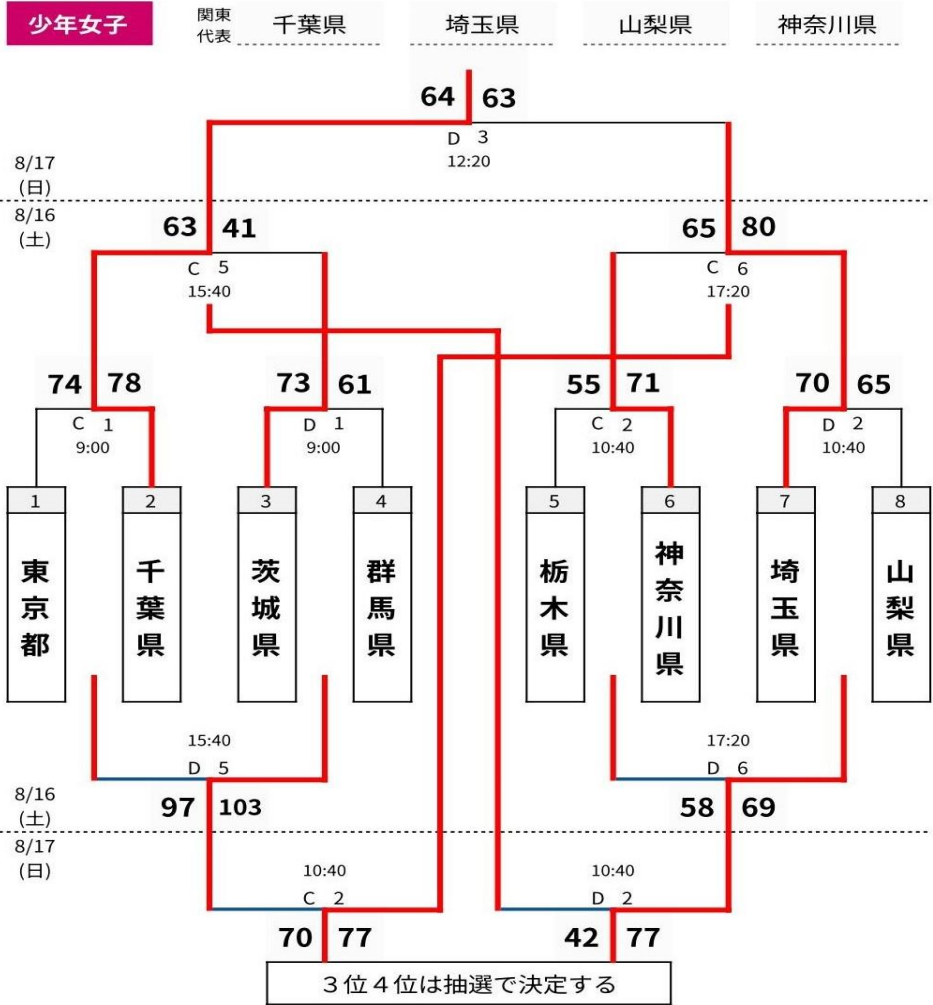 少年女子
関東
代表
千葉県 埼玉県 山梨県 神奈川県
64 63
D 3
12:20
8/17
(日)
8/16
(土)
63 41
65 80
C 5
C 6
15:40
17:20
74 78
73 61
55 71
70 65
C 1
D 1
C 2
D 2
9:00
9:00
10:40
10:40
1 2 3 4 5 6 7 8
東京都
千葉県
茨城県
群馬県
栃木県
神奈川県
埼玉県
山梨県
15:40
17:20
D 5
D 6
8/16
(土)
97 103
58 69
8/17
(日)
10:40
10:40
C 2
D 2
70 77
42 77
３位４位は抽選で決定する